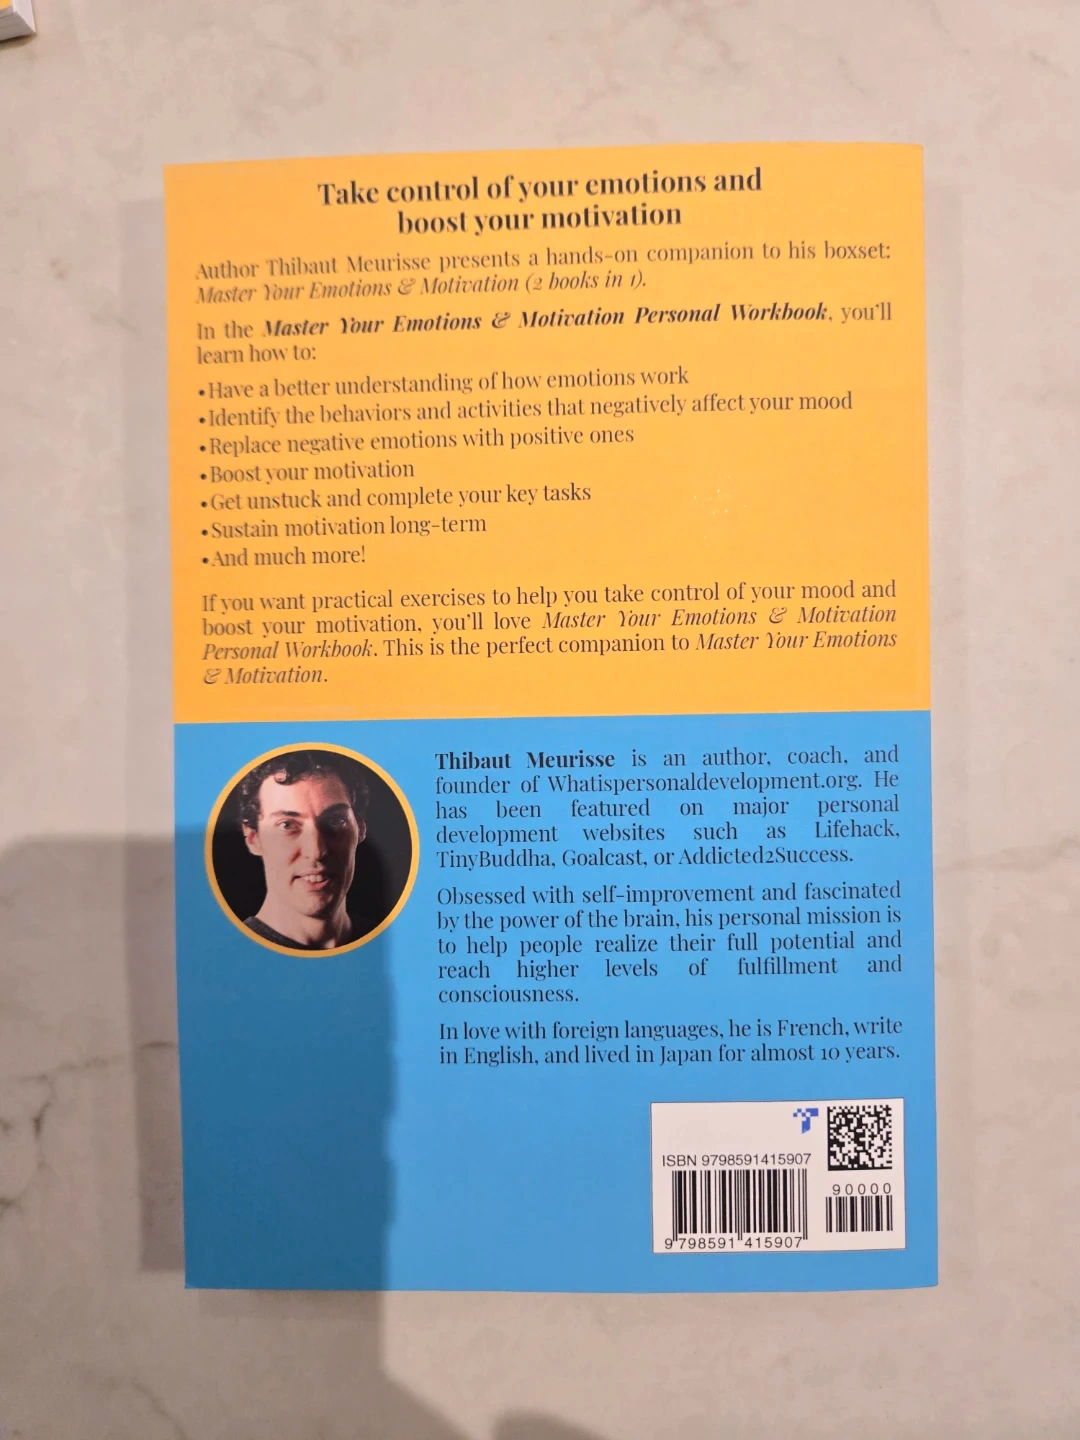 Take control of your emotions and
boost your motivation
Author Thibaut Meurisse presents a hands-on companion to his boxset:
Master Your Emotions & Motivation (2 books in 1).
In the Master Your Emotions & Motivation Personal Workbook, you'll
learn how to:
•Have a better understanding of how emotions work
•Identify the behaviors and activities that negatively affect your mood
•Replace negative emotions with positive ones
•Boost your motivation
•Get unstuck and complete your key tasks
•Sustain motivation long-term
•And much more!
If you want practical exercises to help you take control of your mood and
boost your motivation, you'll love Master Your Emotions & Motivation
Personal Workbook. This is the perfect companion to Master Your Emotions
& Motivation.
Thibaut Meurisse is an author, coach, and
founder of Whatispersonaldevelopment.org. He
has been featured on major personal
development websites such as Lifehack,
TinyBuddha, Goalcast, or Addicted2Success.
Obsessed with self-improvement and fascinated
by the power of the brain, his personal mission is
to help people realize their full potential and
reach higher levels of fulfillment and
consciousness.
In love with foreign languages, he is French, write
in English, and lived in Japan for almost 10 years.
ISBN 9798591415907
90000
9 798591 415907